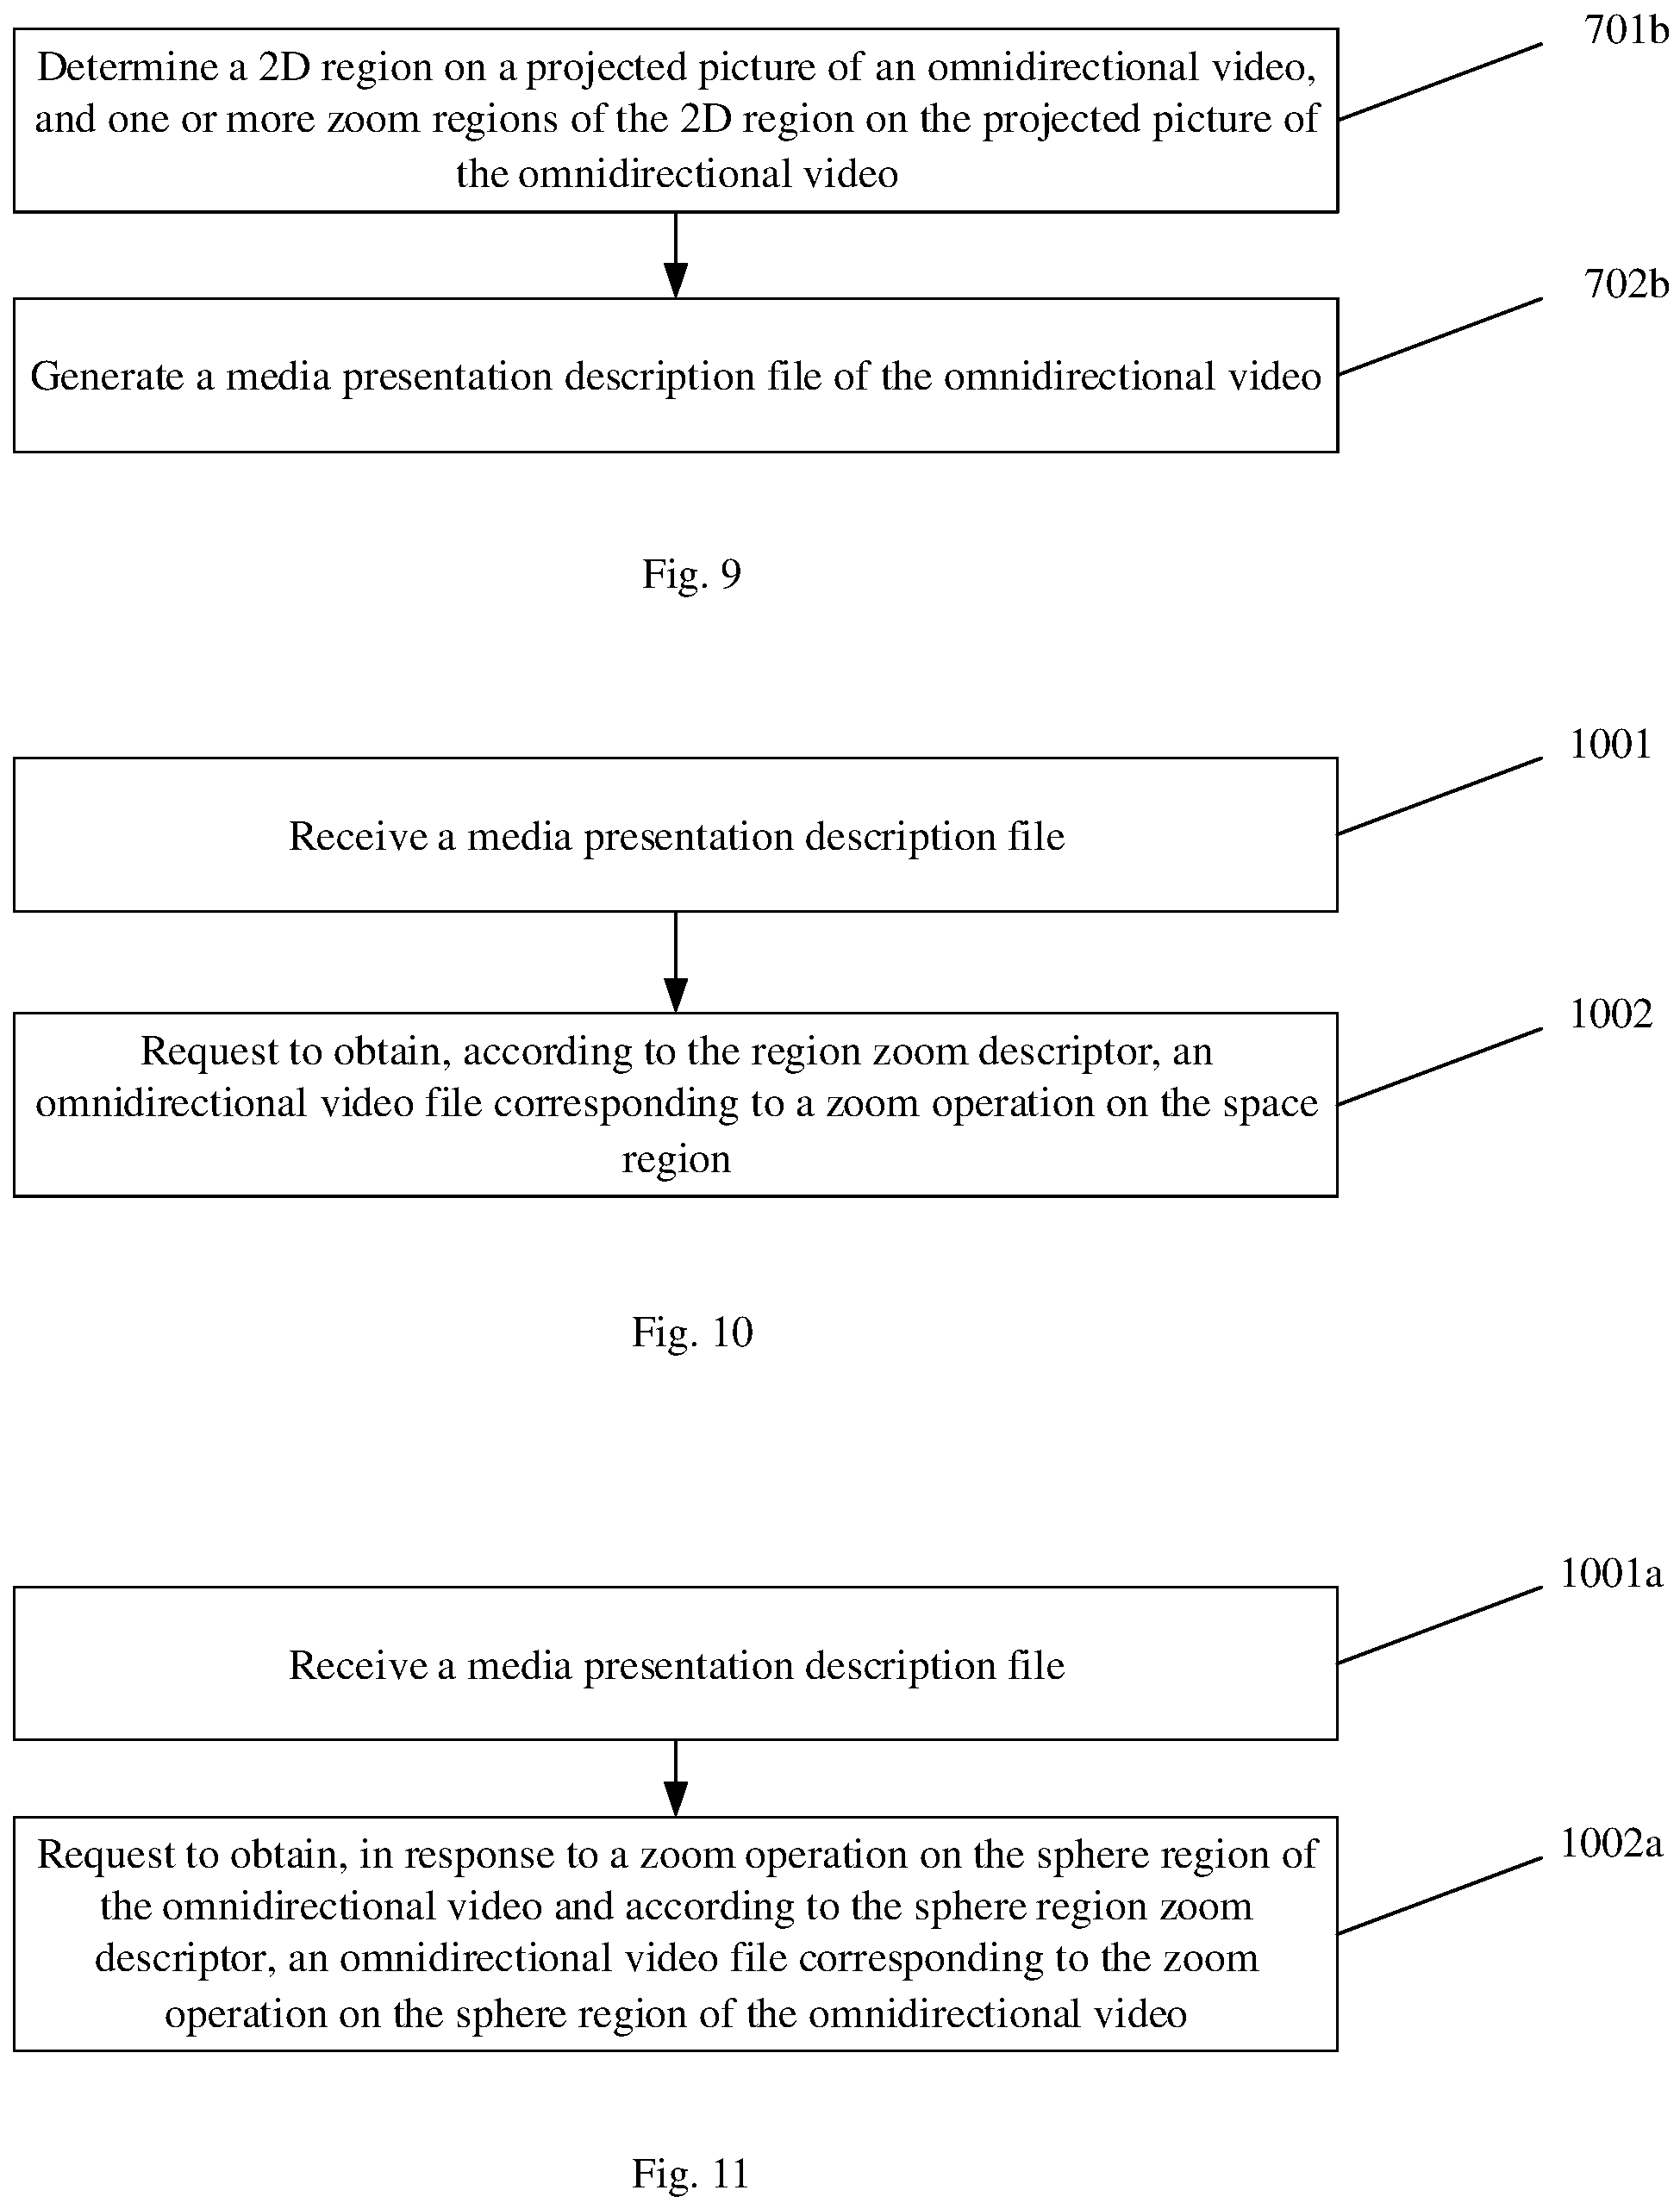 701b
Determine a 2D region on a projected picture of an omnidirectional video,
and one or more zoom regions of the 2D region on the projected picture of
the omnidirectional video
702b
Generate a media presentation description file of the omnidirectional video
Fig. 9
1001
Receive a media presentation description file
1002
Request to obtain, according to the region zoom descriptor, an
omnidirectional video file corresponding to a zoom operation on the space
region
Fig. 10
1001a
Receive a media presentation description file
1002a
Request to obtain, in response to a zoom operation on the sphere region of
the omnidirectional video and according to the sphere region zoom
descriptor, an omnidirectional video file corresponding to the zoom
operation on the sphere region of the omnidirectional video
Fig. 11